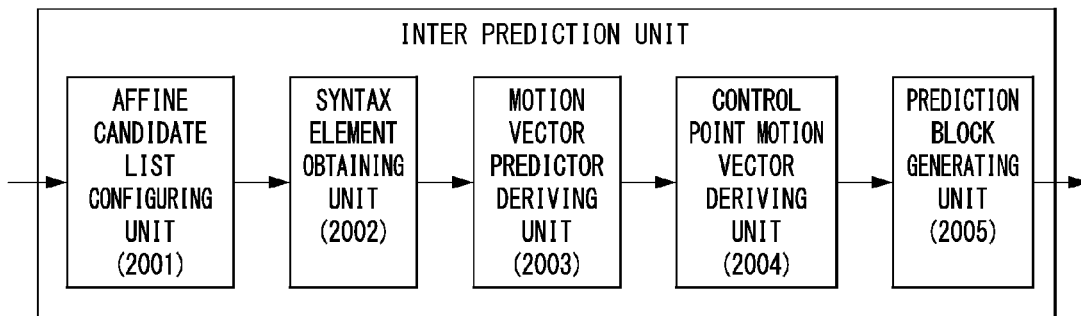 INTER PREDICTION UNIT
AFFINE
CANDIDATE
LIST
CONFIGURING
UNIT
(2001)
SYNTAX
ELEMENT
OBTAINING
UNIT
(2002)
MOTION
VECTOR
PREDICTOR
DERIVING
UNIT
(2003)
CONTROL
POINT MOTION
VECTOR
DERIVING
UNIT
(2004)
PREDICTION
BLOCK
GENERATING
UNIT
(2005)